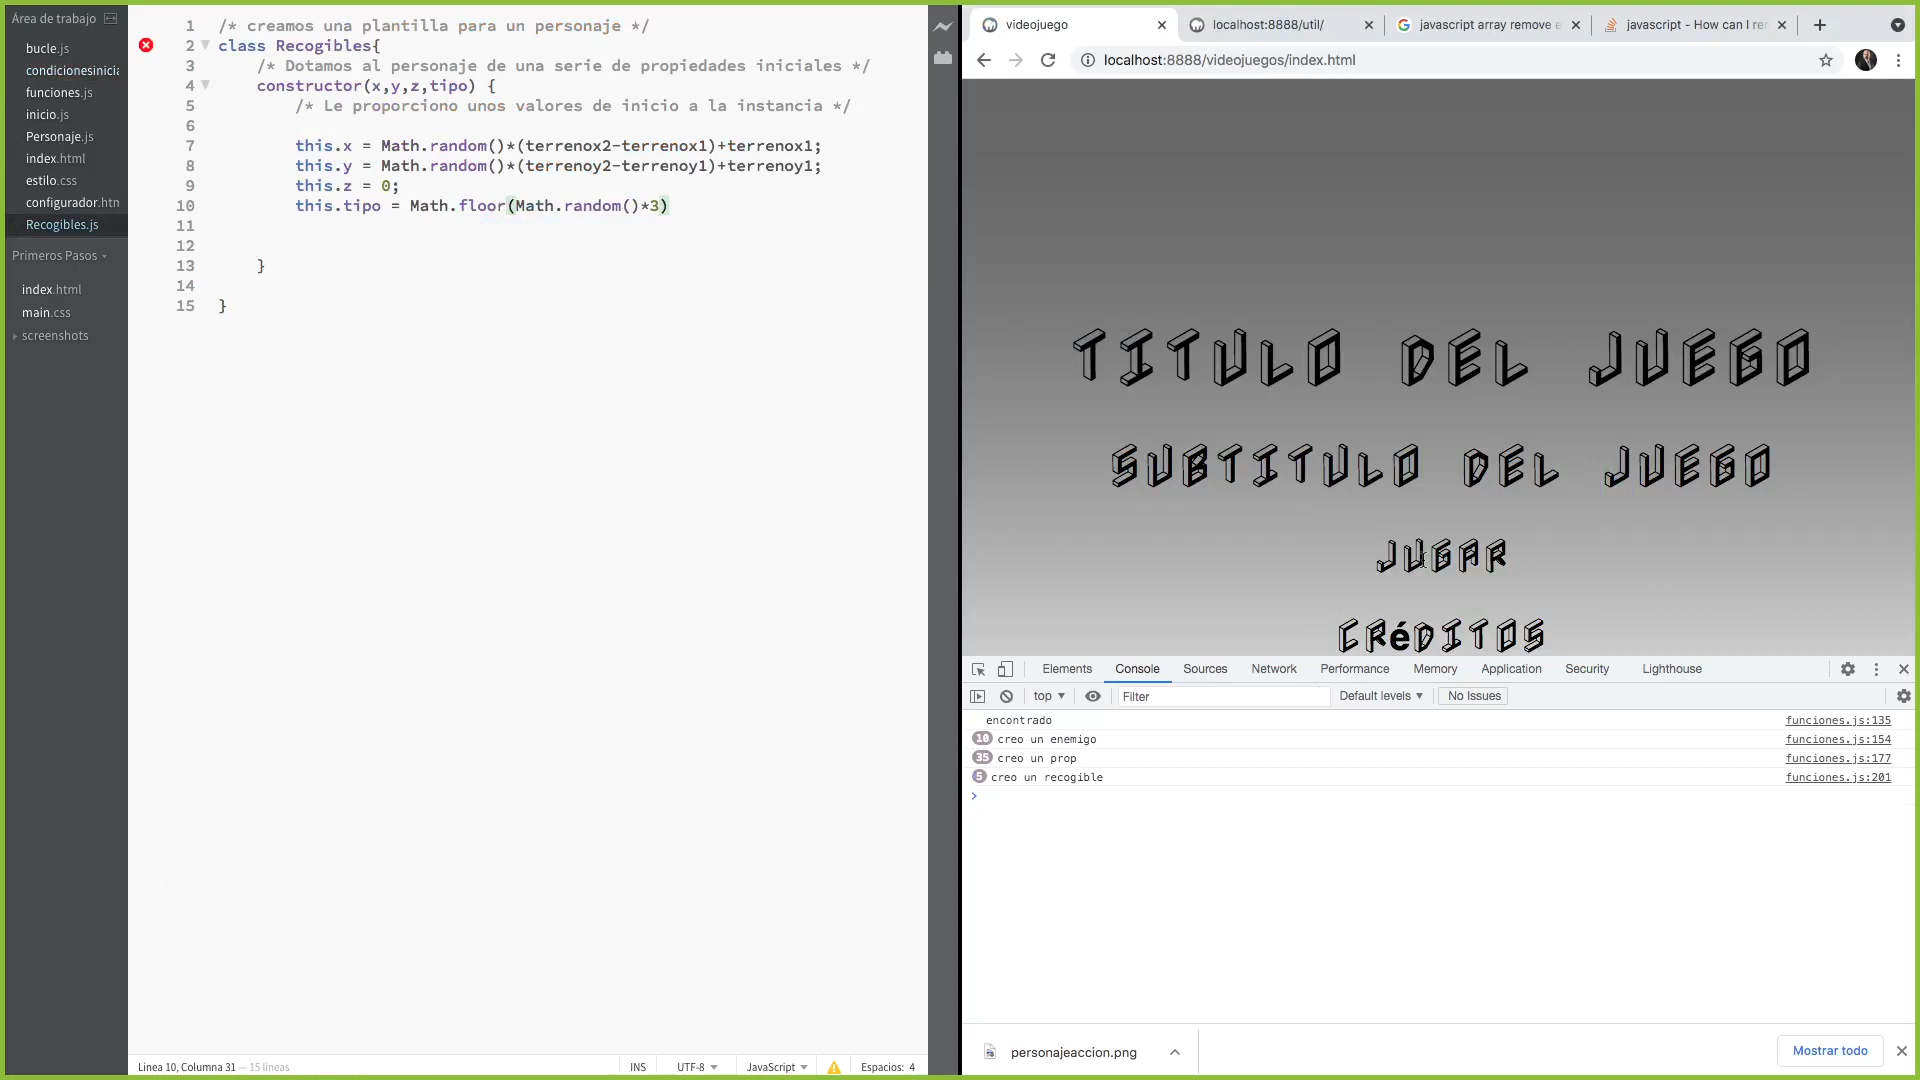 Área de trabajo
bucle.js
condicionesinicia
funciones.js
inicio.js
Personaje.js
index.html
estilo.css
configurador.htm
Recogibles.js
Primeros Pasos
index.html
main.css
screenshots
1 /* creamos una plantilla para un personaje */
2 class Recogibles{
3 /* Dotamos al personaje de una serie de propiedades iniciales */
4 constructor(x,y,z,tipo) {
5 /* Le proporciono unos valores de inicio a la instancia */
6
7 this.x = Math.random()*(terrenox2-terrenox1)+terrenox1;
8 this.y = Math.random()*(terrenoy2-terrenoy1)+terrenoy1;
9 this.z = 0;
10 this.tipo = Math.floor(Math.random()*3)
11
12
13 }
14
15 }
Línea 10, Columna 31 — 15 líneas
INS
UTF-8
JavaScript
Espacios: 4
videojuego
localhost:8888/util/
javascript array remove e
javascript - How can I rem
localhost:8888/videojuegos/index.html
TITULO DEL JUEGO
SUBTITULO DEL JUEGO
JUGAR
CRéDITOS
Elements Console Sources Network Performance Memory Application Security Lighthouse
top Filter Default levels No Issues
encontrado funciones.js:135
10 creo un enemigo funciones.js:154
35 creo un prop funciones.js:177
5 creo un recogible funciones.js:201
>
personajeaccion.png
Mostrar todo